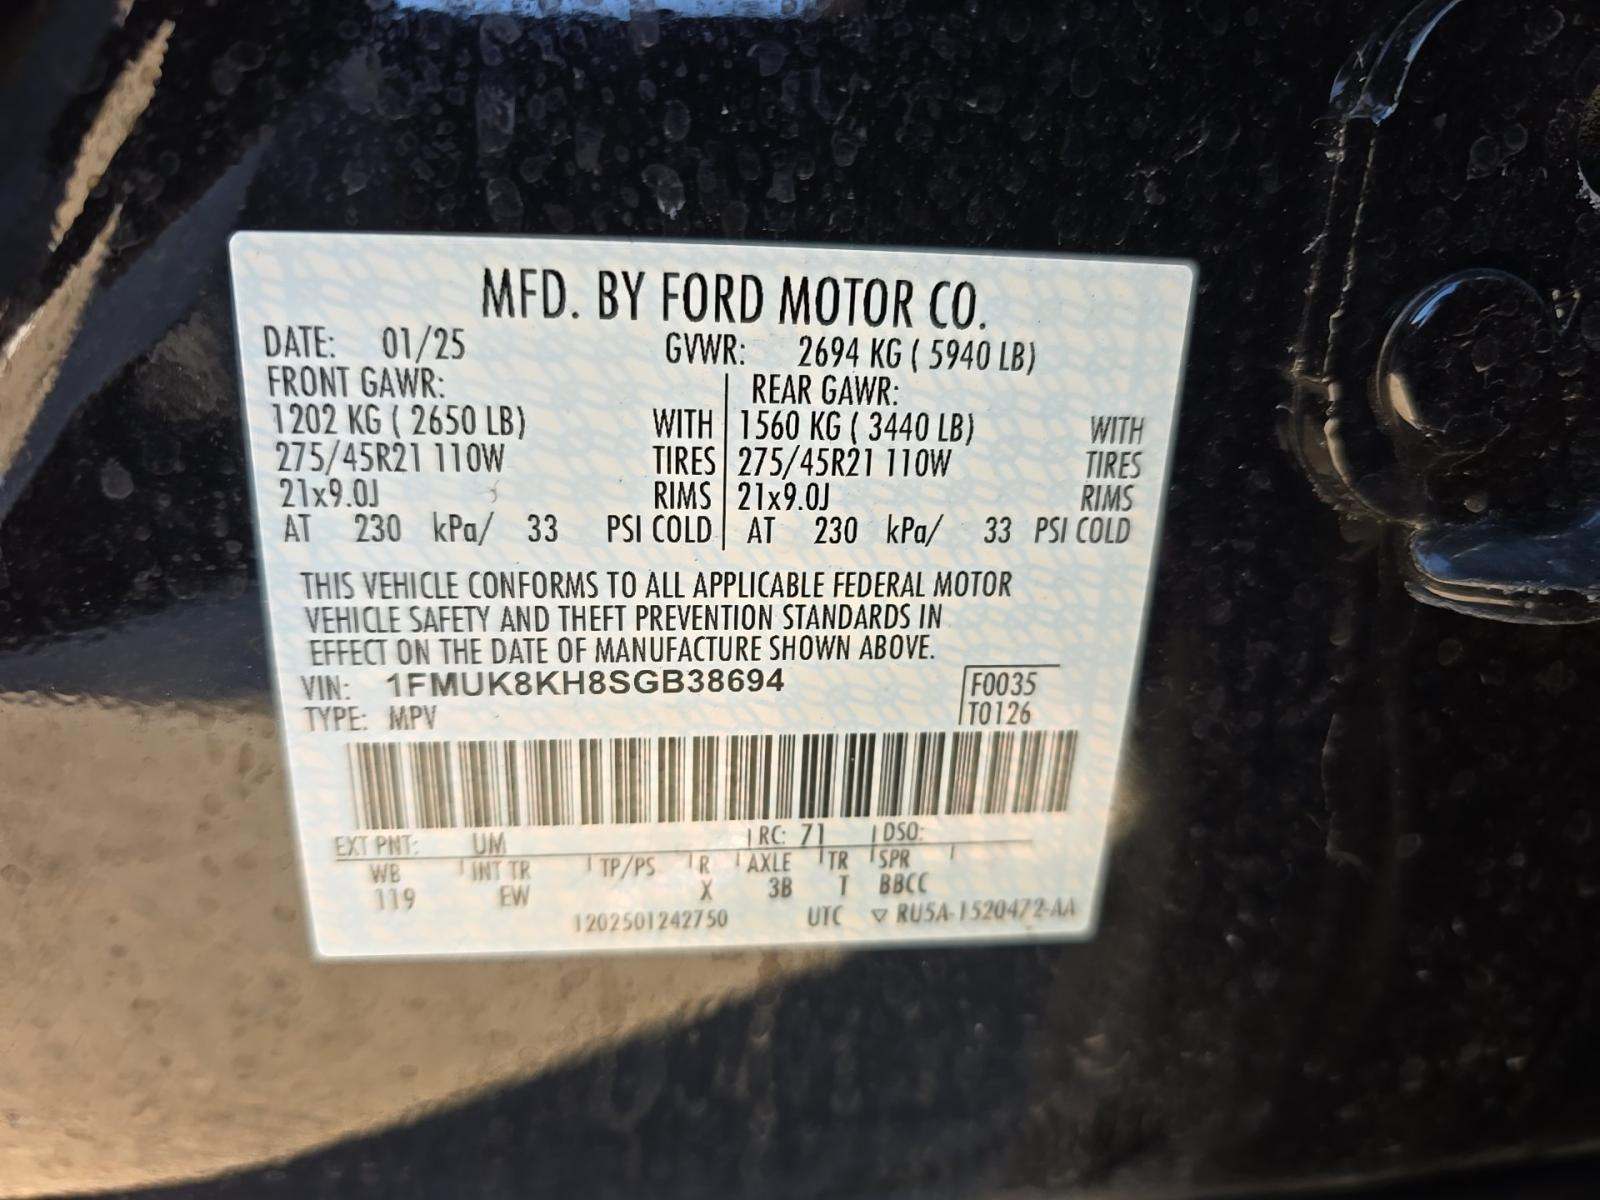 MFD. BY FORD MOTOR CO.
DATE: 01/25 GVWR: 2694 KG ( 5940 LB)
FRONT GAWR: REAR GAWR:
1202 KG ( 2650 LB) WITH 1560 KG ( 3440 LB) WITH
275/45R21 110W TIRES 275/45R21 110W TIRES
21x9.0J RIMS 21x9.0J RIMS
AT 230 kPa/ 33 PSI COLD AT 230 kPa/ 33 PSI COLD
THIS VEHICLE CONFORMS TO ALL APPLICABLE FEDERAL MOTOR
VEHICLE SAFETY AND THEFT PREVENTION STANDARDS IN
EFFECT ON THE DATE OF MANUFACTURE SHOWN ABOVE.
VIN: 1FMUK8KH8SGB38694 F0035
TYPE: MPV T0126
EXT PNT: UM RC: 71 DSO:
WB INT TR TP/PS R AXLE TR SPR
119 EW X 3B T BBCC
1202501242750 UTC ▽ RU5A-1520472-AA